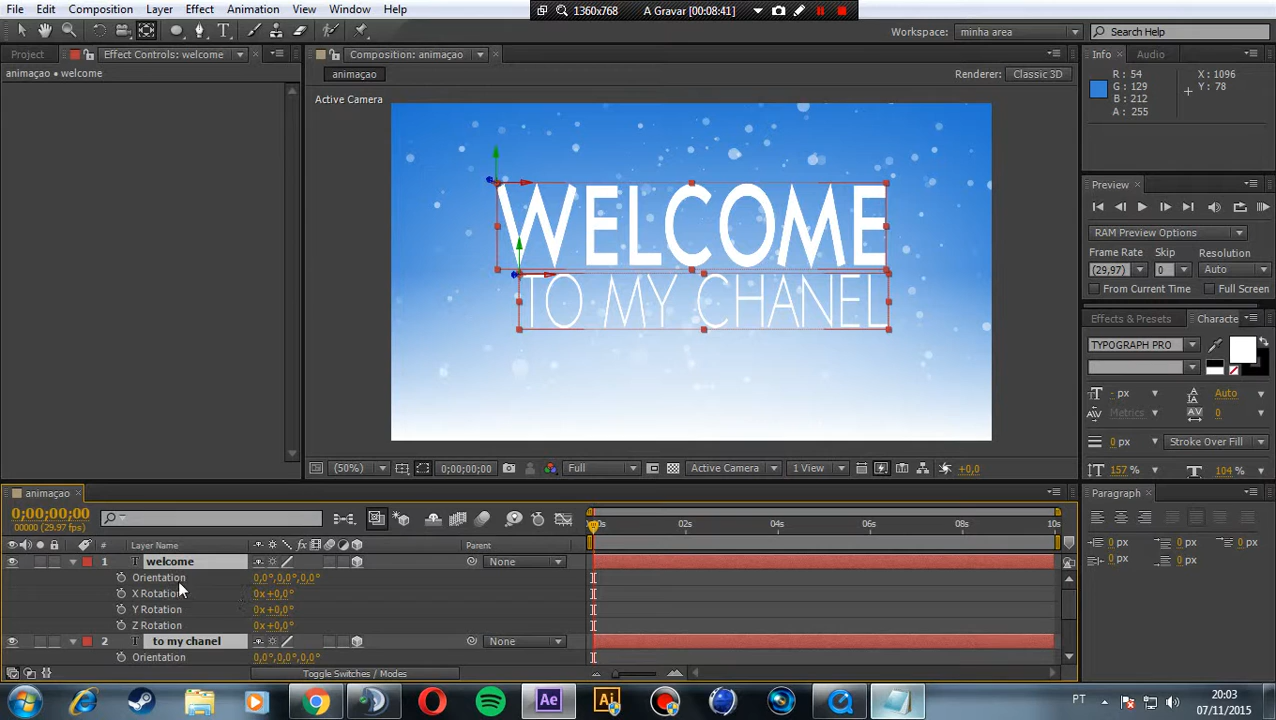 File Edit Composition Layer Effect Animation View Window Help
1360x768 A Gravar [00:08:41]
Workspace: minha area Search Help
Project Effect Controls: welcome Composition: animaçao Info Audio
animaçao • welcome animaçao Renderer: Classic 3D
Active Camera
R: 54 X: 1096
G: 129 Y: 78
B: 212
A: 255
WELCOME
TO MY CHANEL
Preview
RAM Preview Options
Frame Rate Skip Resolution
(29,97) 0 Auto
From Current Time Full Screen
Effects & Presets Characte
TYPOGRAPH PRO
- px Auto
Metrics 0
0 px Stroke Over Fill
157 % 104 %
(50%) 0;00;00;00 Full Active Camera 1 View +0,0
animaçao Paragraph
0;00;00;00
00000 (29.97 fps)
0 px 0 px 0 px
0 px 0 px
02s 04s 06s 08s 10s
# Layer Name Parent
1 T welcome None
Orientation 0,0°,0,0°,0,0°
X Rotation 0x+0,0°
Y Rotation 0x+0,0°
Z Rotation 0x+0,0°
2 T to my chanel None
Orientation 0,0°,0,0°,0,0°
Toggle Switches / Modes
Ae Ai PT 20:03
07/11/2015